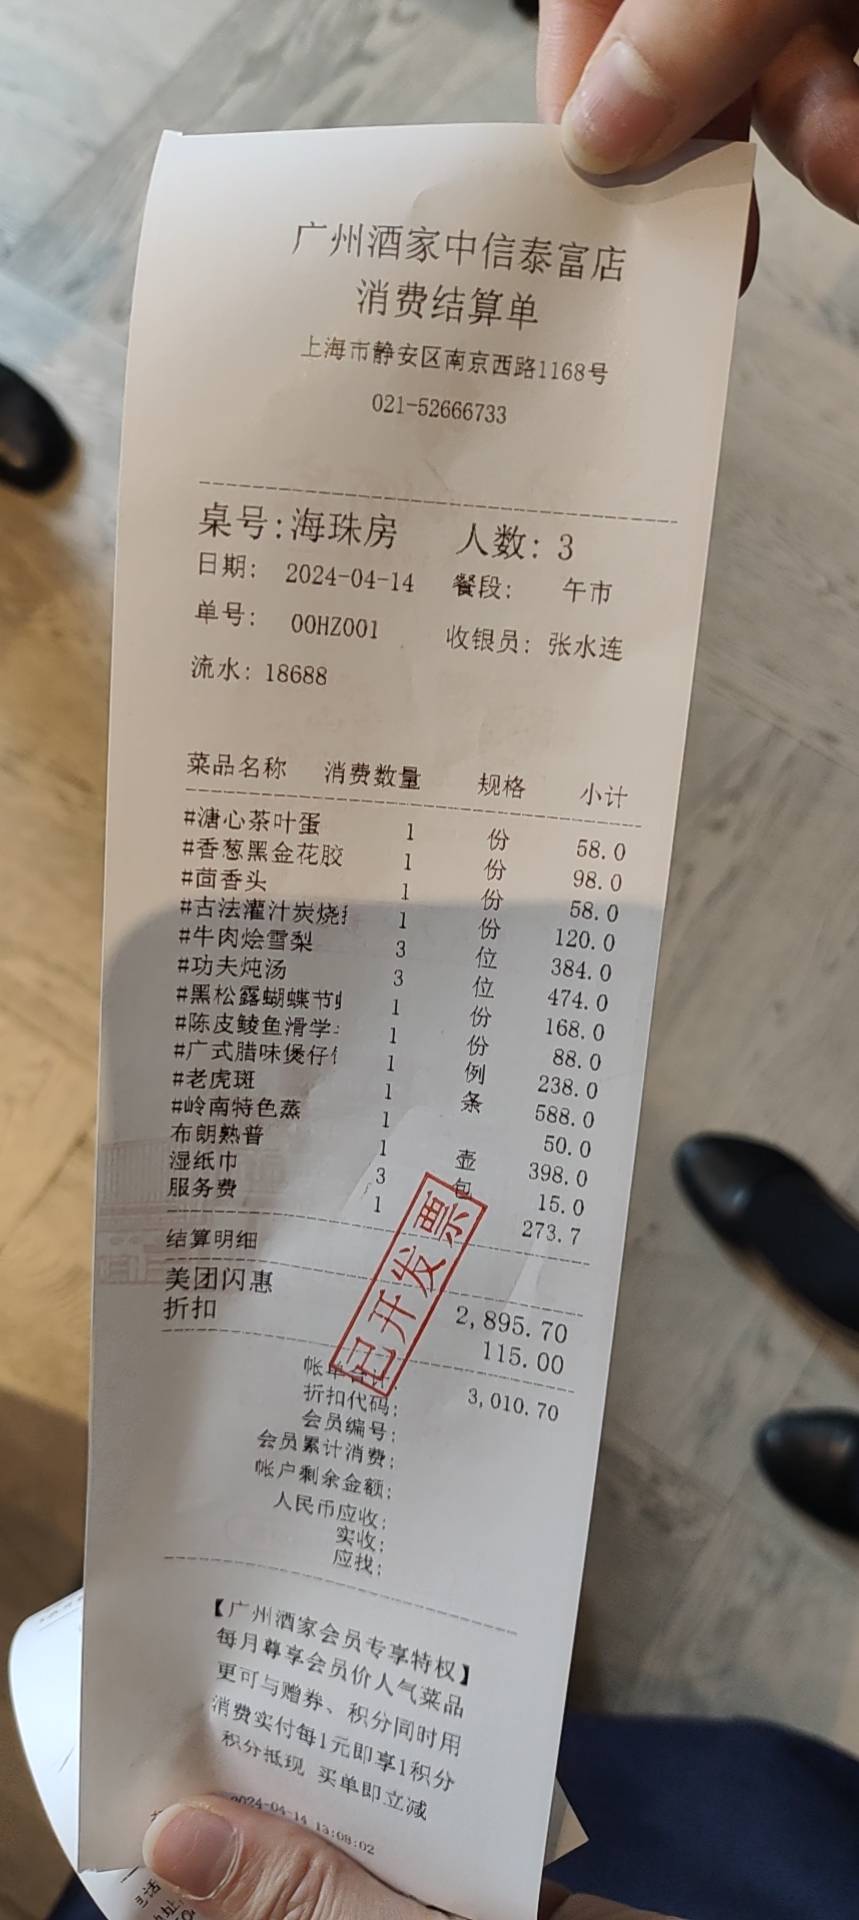 广州酒家中信泰富店
消费结算单
上海市静安区南京西路1168号
021-52666733
桌号:海珠房 人数: 3
日期: 2024-04-14 餐段: 午市
单号: 00HZ001 收银员: 张水连
流水: 18688
菜品名称 消费数量 规格 小计
#溏心茶叶蛋 1 份 58.0
#香葱黑金花胶 1 份 98.0
#茴香头 1 份 58.0
#古法灌汁炭烧 1 份 120.0
#牛肉烩雪梨 3 位 384.0
#功夫炖汤 3 位 474.0
#黑松露蝴蝶节 1 份 168.0
#陈皮鲮鱼滑学 1 份 88.0
#广式腊味煲仔 1 例 238.0
#老虎斑 1 条 588.0
#岭南特色蒸 1 50.0
布朗熟普 1 壶 398.0
湿纸巾 3 包 15.0
服务费 1 273.7
已开发票
结算明细
美团闪惠 2,895.70
折扣 115.00
帐单合计: 3,010.70
折扣代码:
会员编号:
会员累计消费:
帐户剩余金额:
人民币应收:
实收:
应找:
【广州酒家会员专享特权】
每月尊享会员价人气菜品
更可与赠券、积分同时用
消费实付每1元即享1积分
积分抵现 买单即立减
2024-04-14 13:08:02